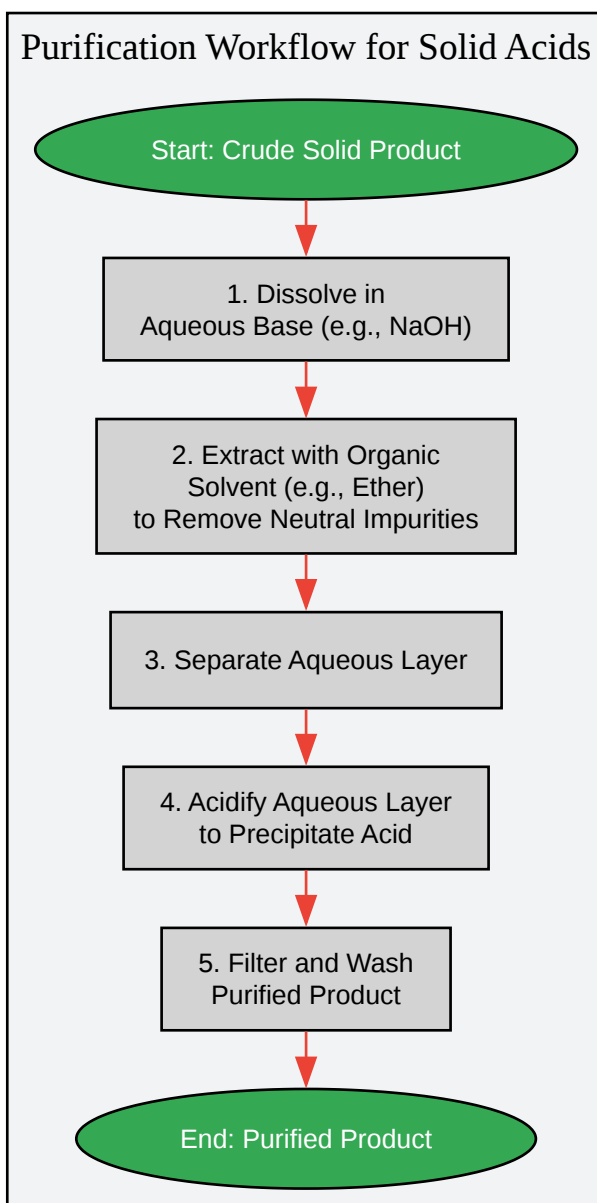 Purification Workflow for Solid Acids
Start: Crude Solid Product
1. Dissolve in
Aqueous Base (e.g., NaOH)
2. Extract with Organic
Solvent (e.g., Ether)
to Remove Neutral Impurities
3. Separate Aqueous Layer
4. Acidify Aqueous Layer
to Precipitate Acid
5. Filter and Wash
Purified Product
End: Purified Product